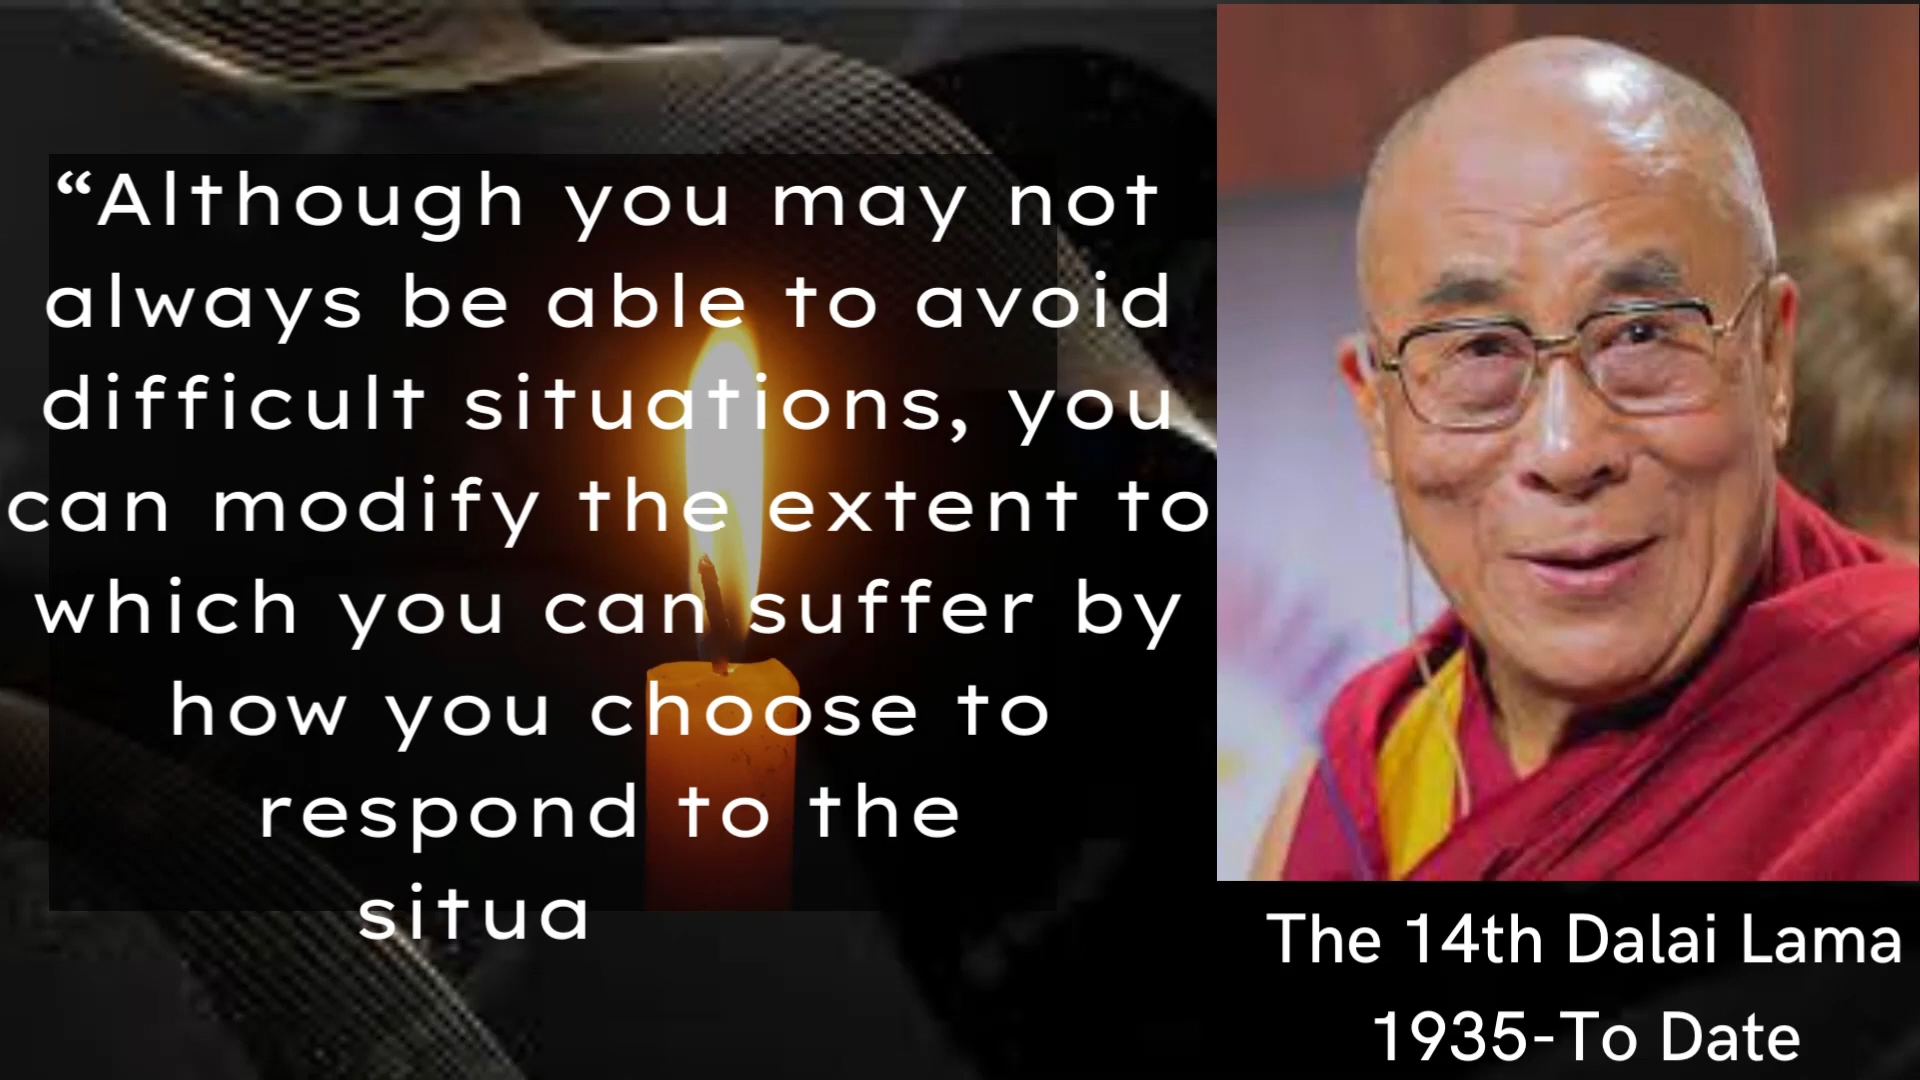 “Although you may not
always be able to avoid
difficult situations, you
can modify the extent to
which you can suffer by
how you choose to
respond to the
situa
The 14th Dalai Lama
1935-To Date